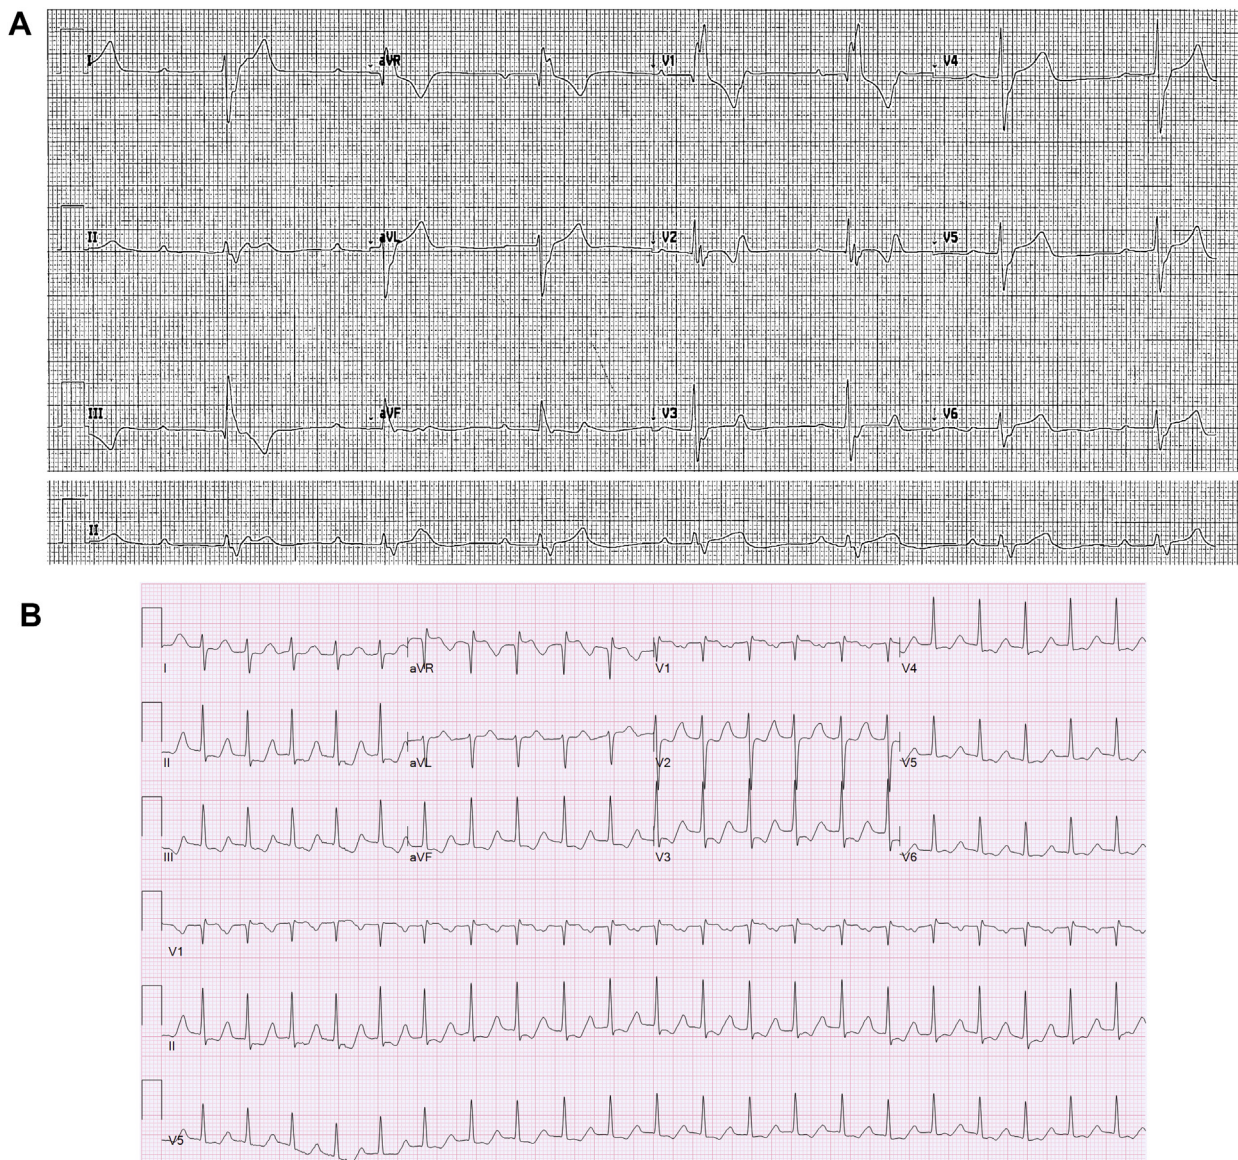 A
I aVR V1 V4
II aVL V2 V5
III aVF V3 V6
II
B
I aVR V1 V4
II aVL V2 V5
III aVF V3 V6
V1
II
V5